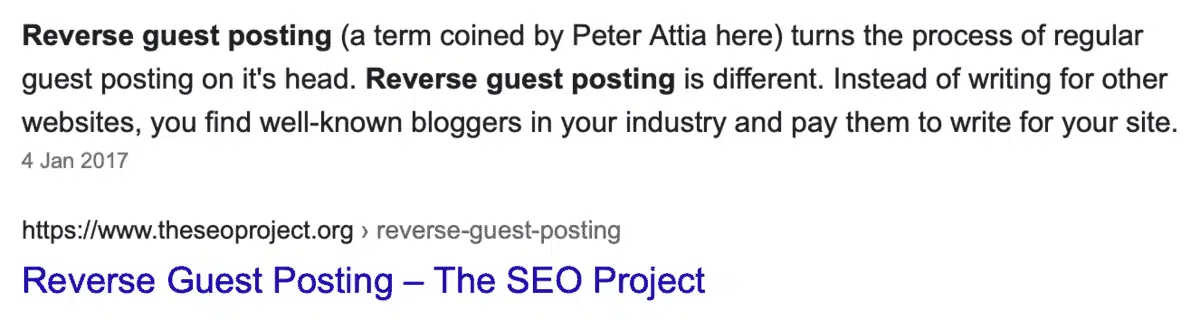 Reverse guest posting (a term coined by Peter Attia here) turns the process of regular
guest posting on it's head. Reverse guest posting is different. Instead of writing for other
websites, you find well-known bloggers in your industry and pay them to write for your site.
4 Jan 2017
https://www.theseoproject.org › reverse-guest-posting
Reverse Guest Posting – The SEO Project